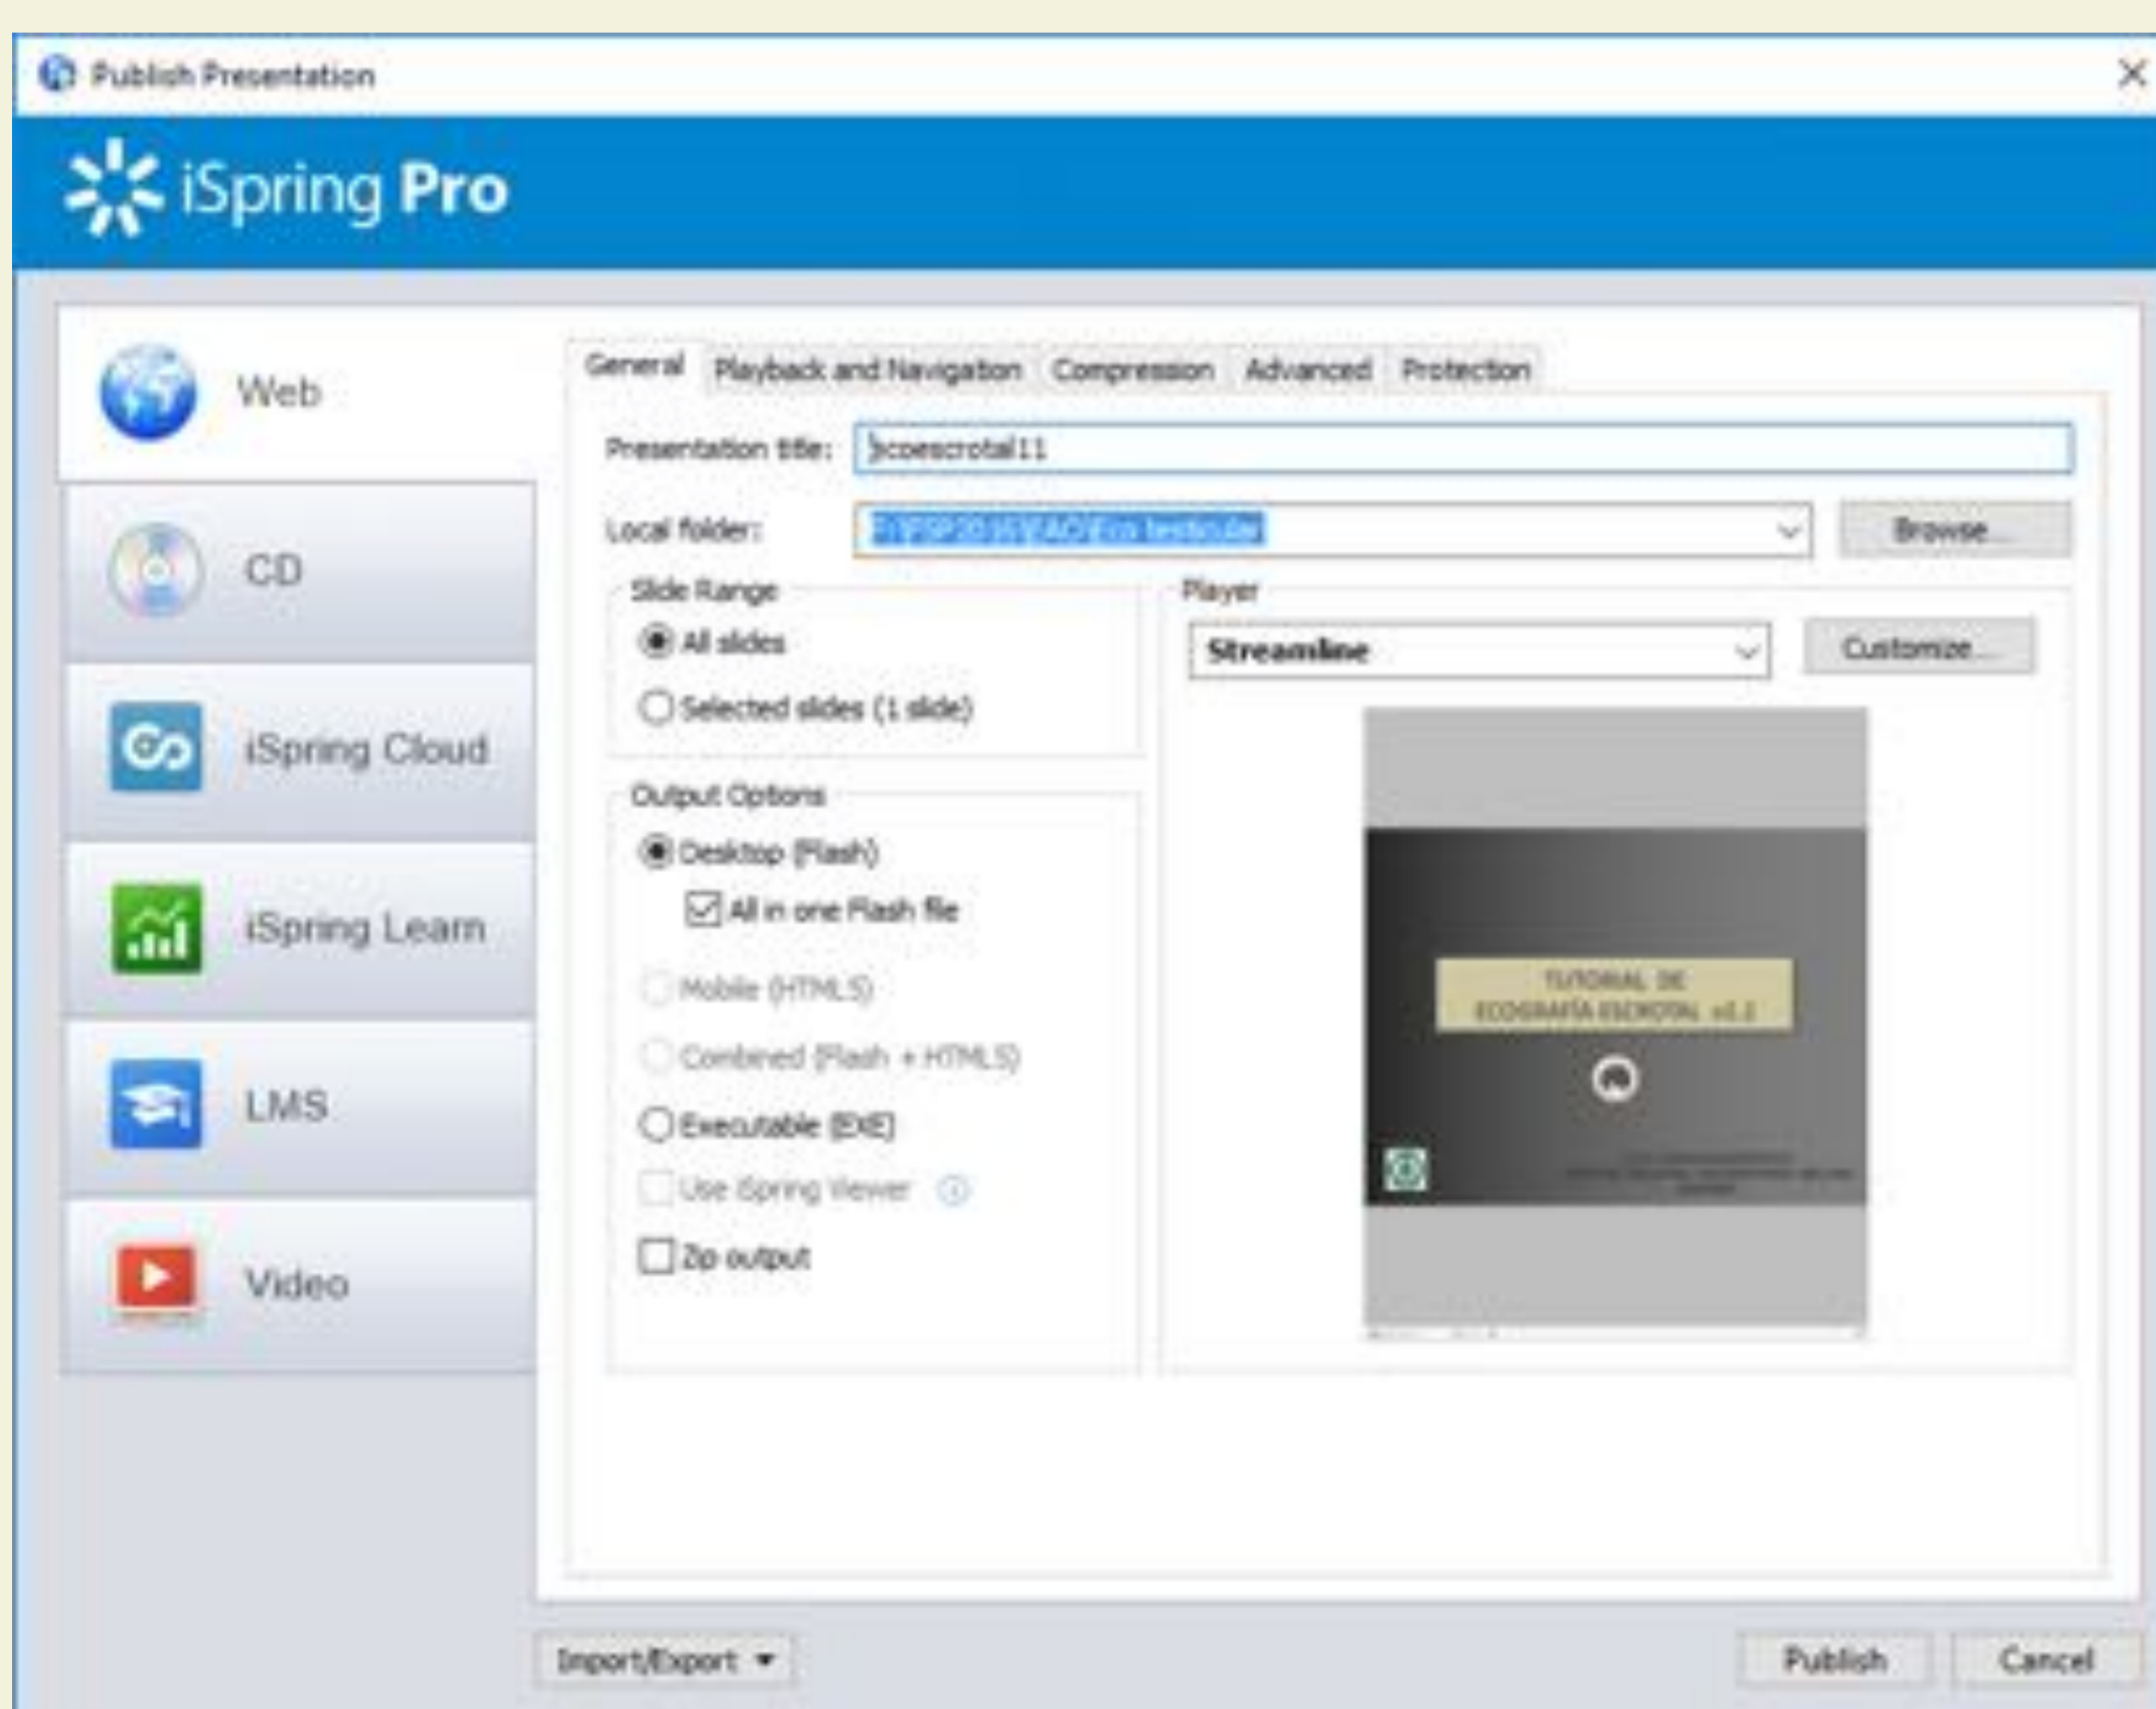 Publish Presentation
iSpring Pro
Web
CD
iSpring Cloud
iSpring Learn
LMS
Video
General Playback and Navigation Compression Advanced Protection
Presentation title: ecoescrotal11
Local folder: Browse...
Slide Range
All slides
Selected slides (1 slide)
Output Options
Desktop (Flash)
All in one Flash file
Mobile (HTML5)
Combined (Flash + HTML5)
Executable (EXE)
Use iSpring Viewer
Zip output
Player
Streamline Customize...
TUTORIAL DE
ECOGRAFÍA ESCROTAL
Import/Export
Publish Cancel